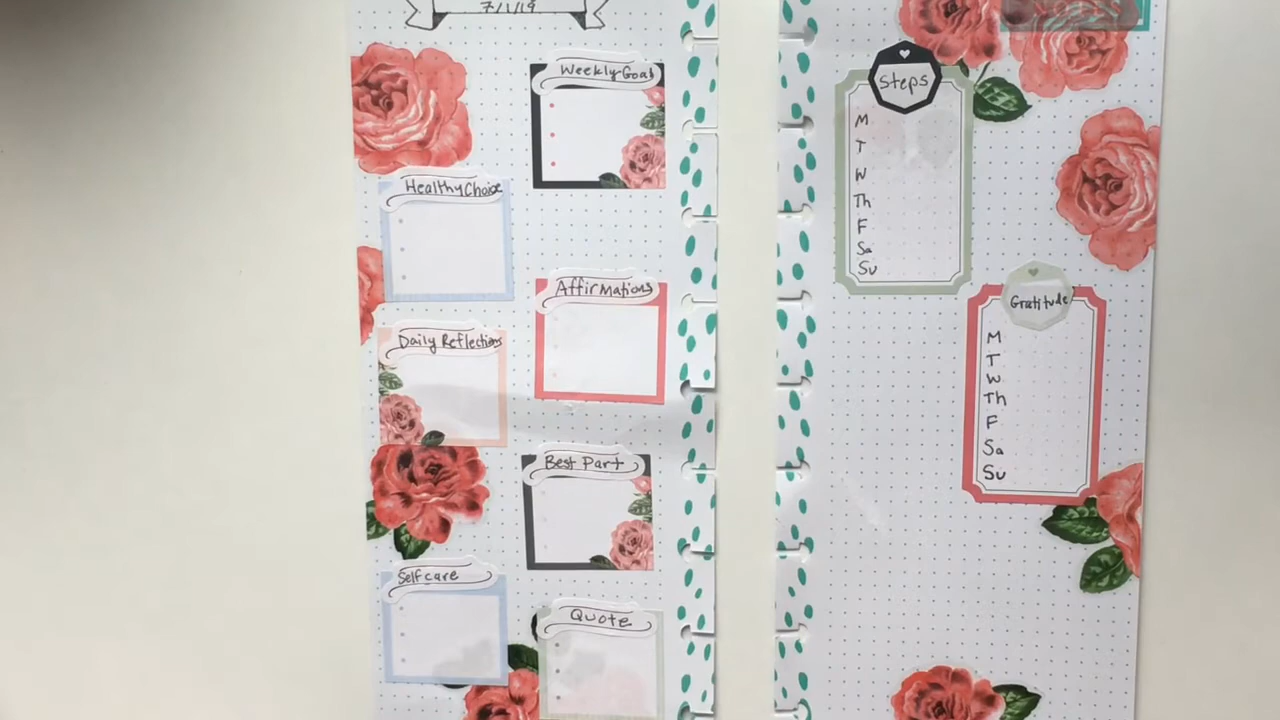 7/1/19
Weekly Goal
Healthy Choice
Affirmations
Daily Reflections
Best Part
Selfcare
Quote
Steps
M
T
W
Th
F
Sa
Su
Gratitude
M
T
W
Th
F
Sa
Su